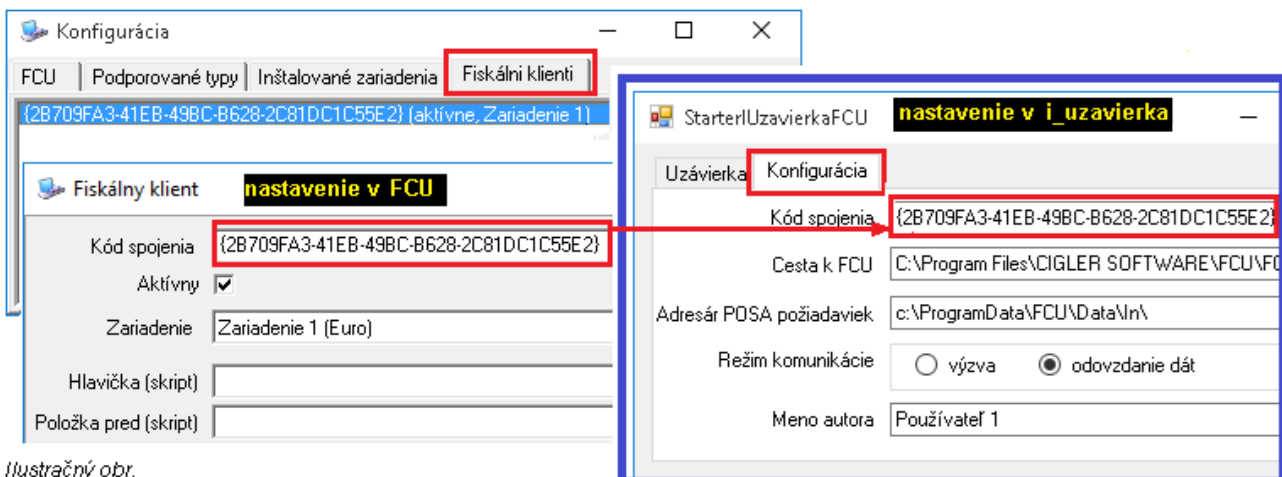 Konfigurácia
FCU Podporované typy Inštalované zariadenia Fiskálni klienti
{2B709FA3-41EB-49BC-B628-2C81DC1C55E2} (aktívne, Zariadenie 1)
Fiskálny klient nastavenie v FCU
Kód spojenia {2B709FA3-41EB-49BC-B628-2C81DC1C55E2}
Aktívny
Zariadenie Zariadenie 1 (Euro)
Hlavička (skript)
Položka pred (skript)
Ilustračný obr.
StarterIUzavierkaFCU nastavenie v i_uzavierka
Uzávierka Konfigurácia
Kód spojenia {2B709FA3-41EB-49BC-B628-2C81DC1C55E2}
Cesta k FCU C:\Program Files\CIGLER SOFTWARE\FCU\FC
Adresár POSA požiadaviek c:\ProgramData\FCU\Data\In\
Režim komunikácie výzva odovzdanie dát
Meno autora Používateľ 1